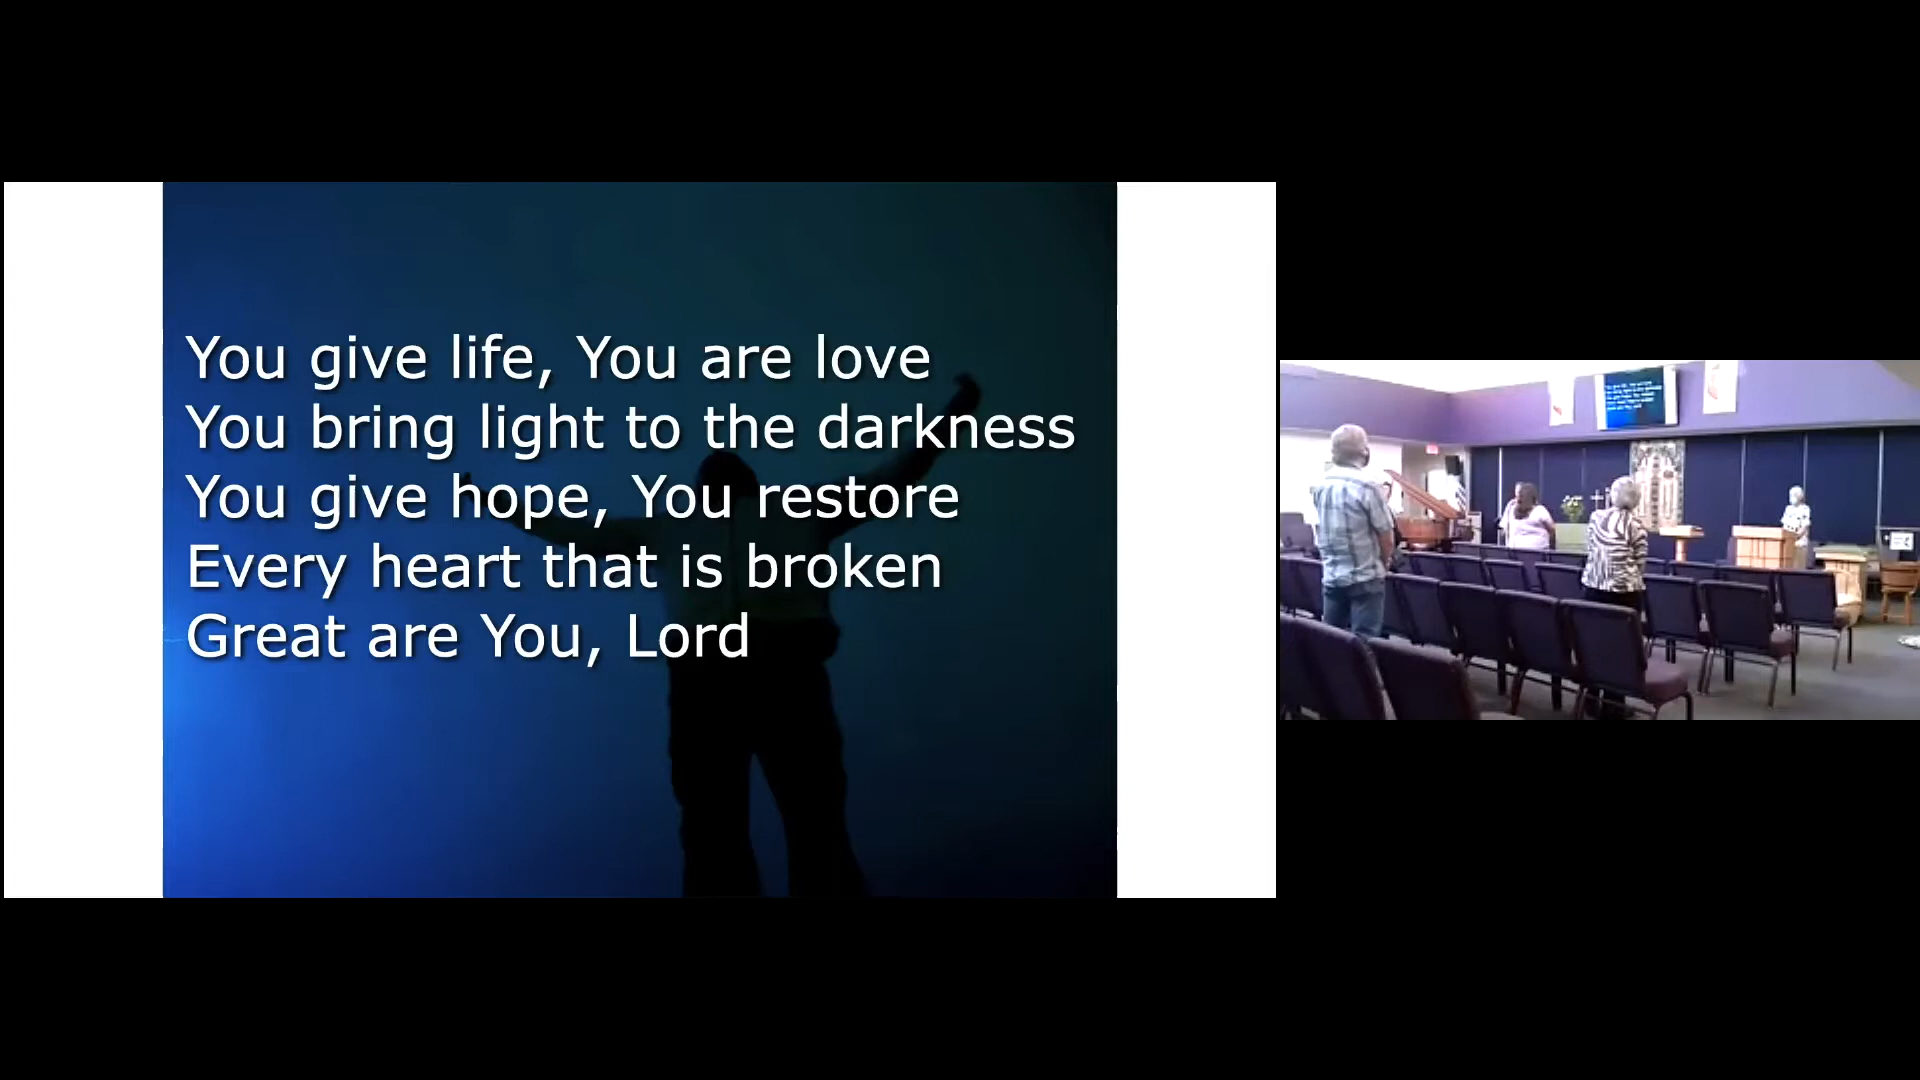 You give life, You are love
You bring light to the darkness
You give hope, You restore
Every heart that is broken
Great are You, Lord